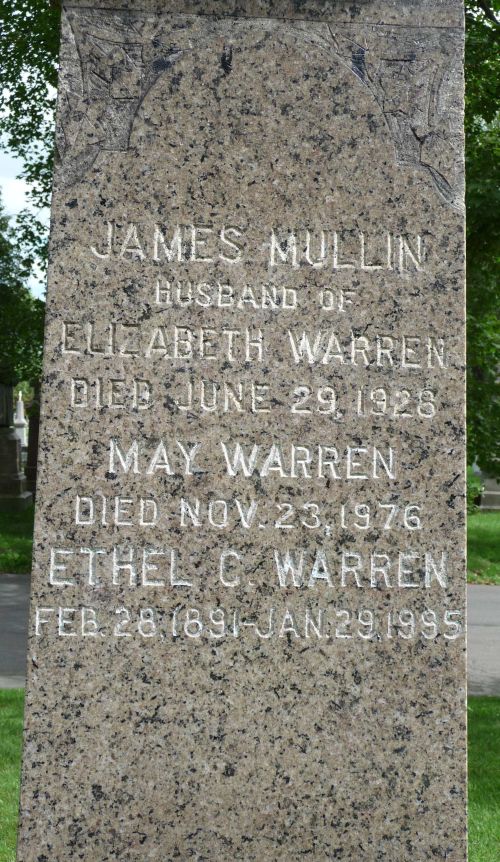 JAMES MULLIN
HUSBAND OF
ELIZABETH WARREN
DIED JUNE 29, 1928
MAY WARREN
DIED NOV. 23, 1976
ETHEL C. WARREN
FEB. 28, 1891-JAN. 29, 1995